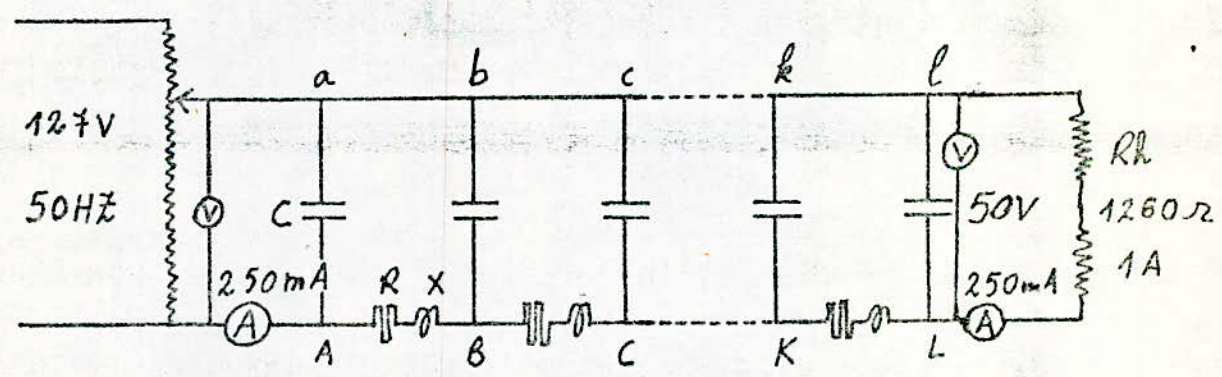 a b c k l
127V
50HZ
V
C
250mA
A
R X
V
50V
Rh
1260Ω
1A
250mA
A
A B C K L